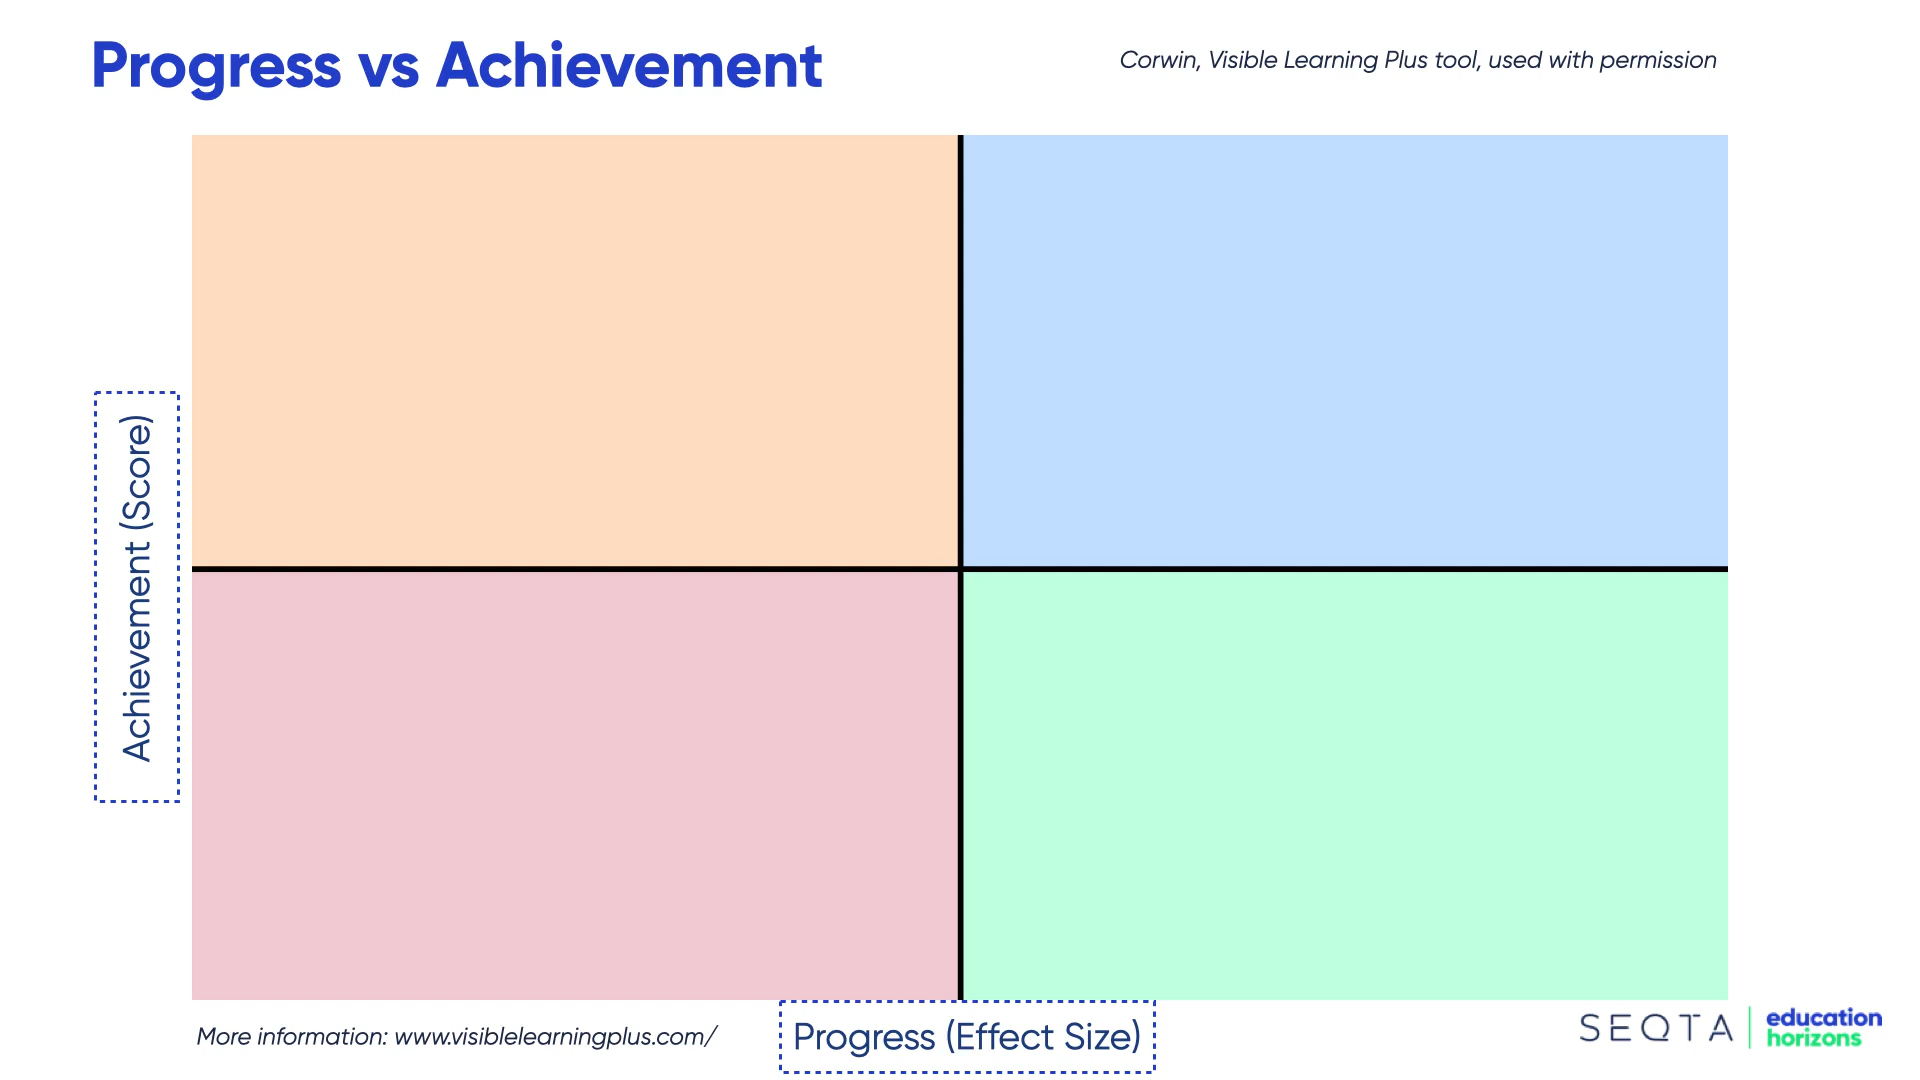 Progress vs Achievement
Corwin, Visible Learning Plus tool, used with permission
Achievement (Score)
More information: www.visiblelearningplus.com/
Progress (Effect Size)
SEQTA
education
horizons